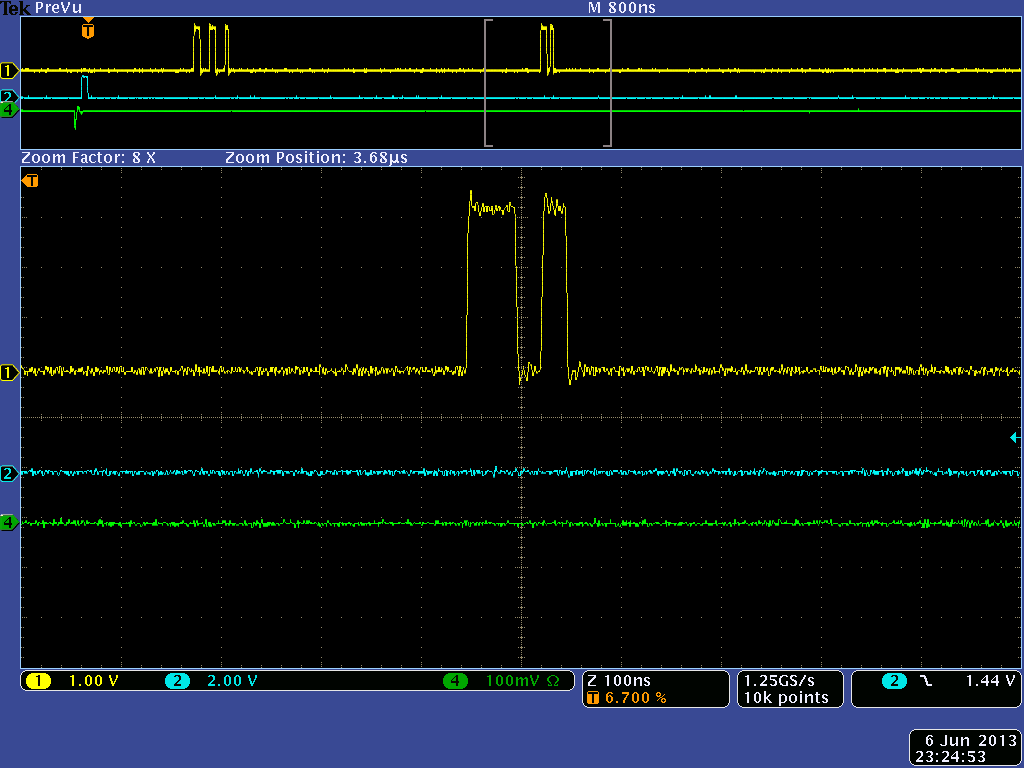 Tek PreVu M 800ns
T
1
2
4
Zoom Factor: 8 X Zoom Position: 3.68µs
T
1
2
4
1 1.00 V 2 2.00 V 4 100mV Ω Z 100ns 1.25GS/s 2 1.44 V
T 6.700 % 10k points
6 Jun 2013
23:24:53